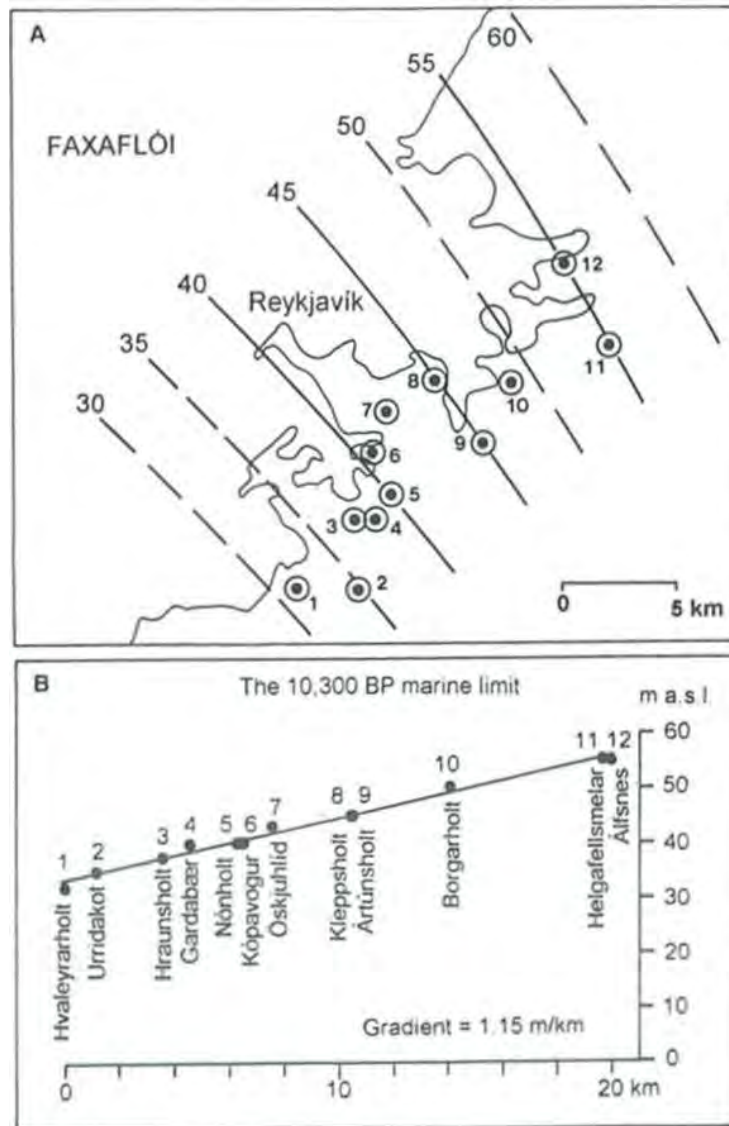 A
60
55
FAXAFLÓI
50
45
12
40
Reykjavík
35
11
8
10
30
7
9
6
5
3
4
1
2
0
5 km
B
The 10,300 BP marine limit
m a.s.l.
60
50
40
30
20
10
0
1
2
3
4
5
6
7
8
9
10
11
12
Hvaleyrarholt
Urridakot
Hraunsholt
Gardabær
Nónholt
Kópavogur
Öskjuhlíd
Kleppsholt
Ártúnsholt
Borgarholt
Helgafellsmelar
Álfsnes
Gradient = 1.15 m/km
0
10
20 km